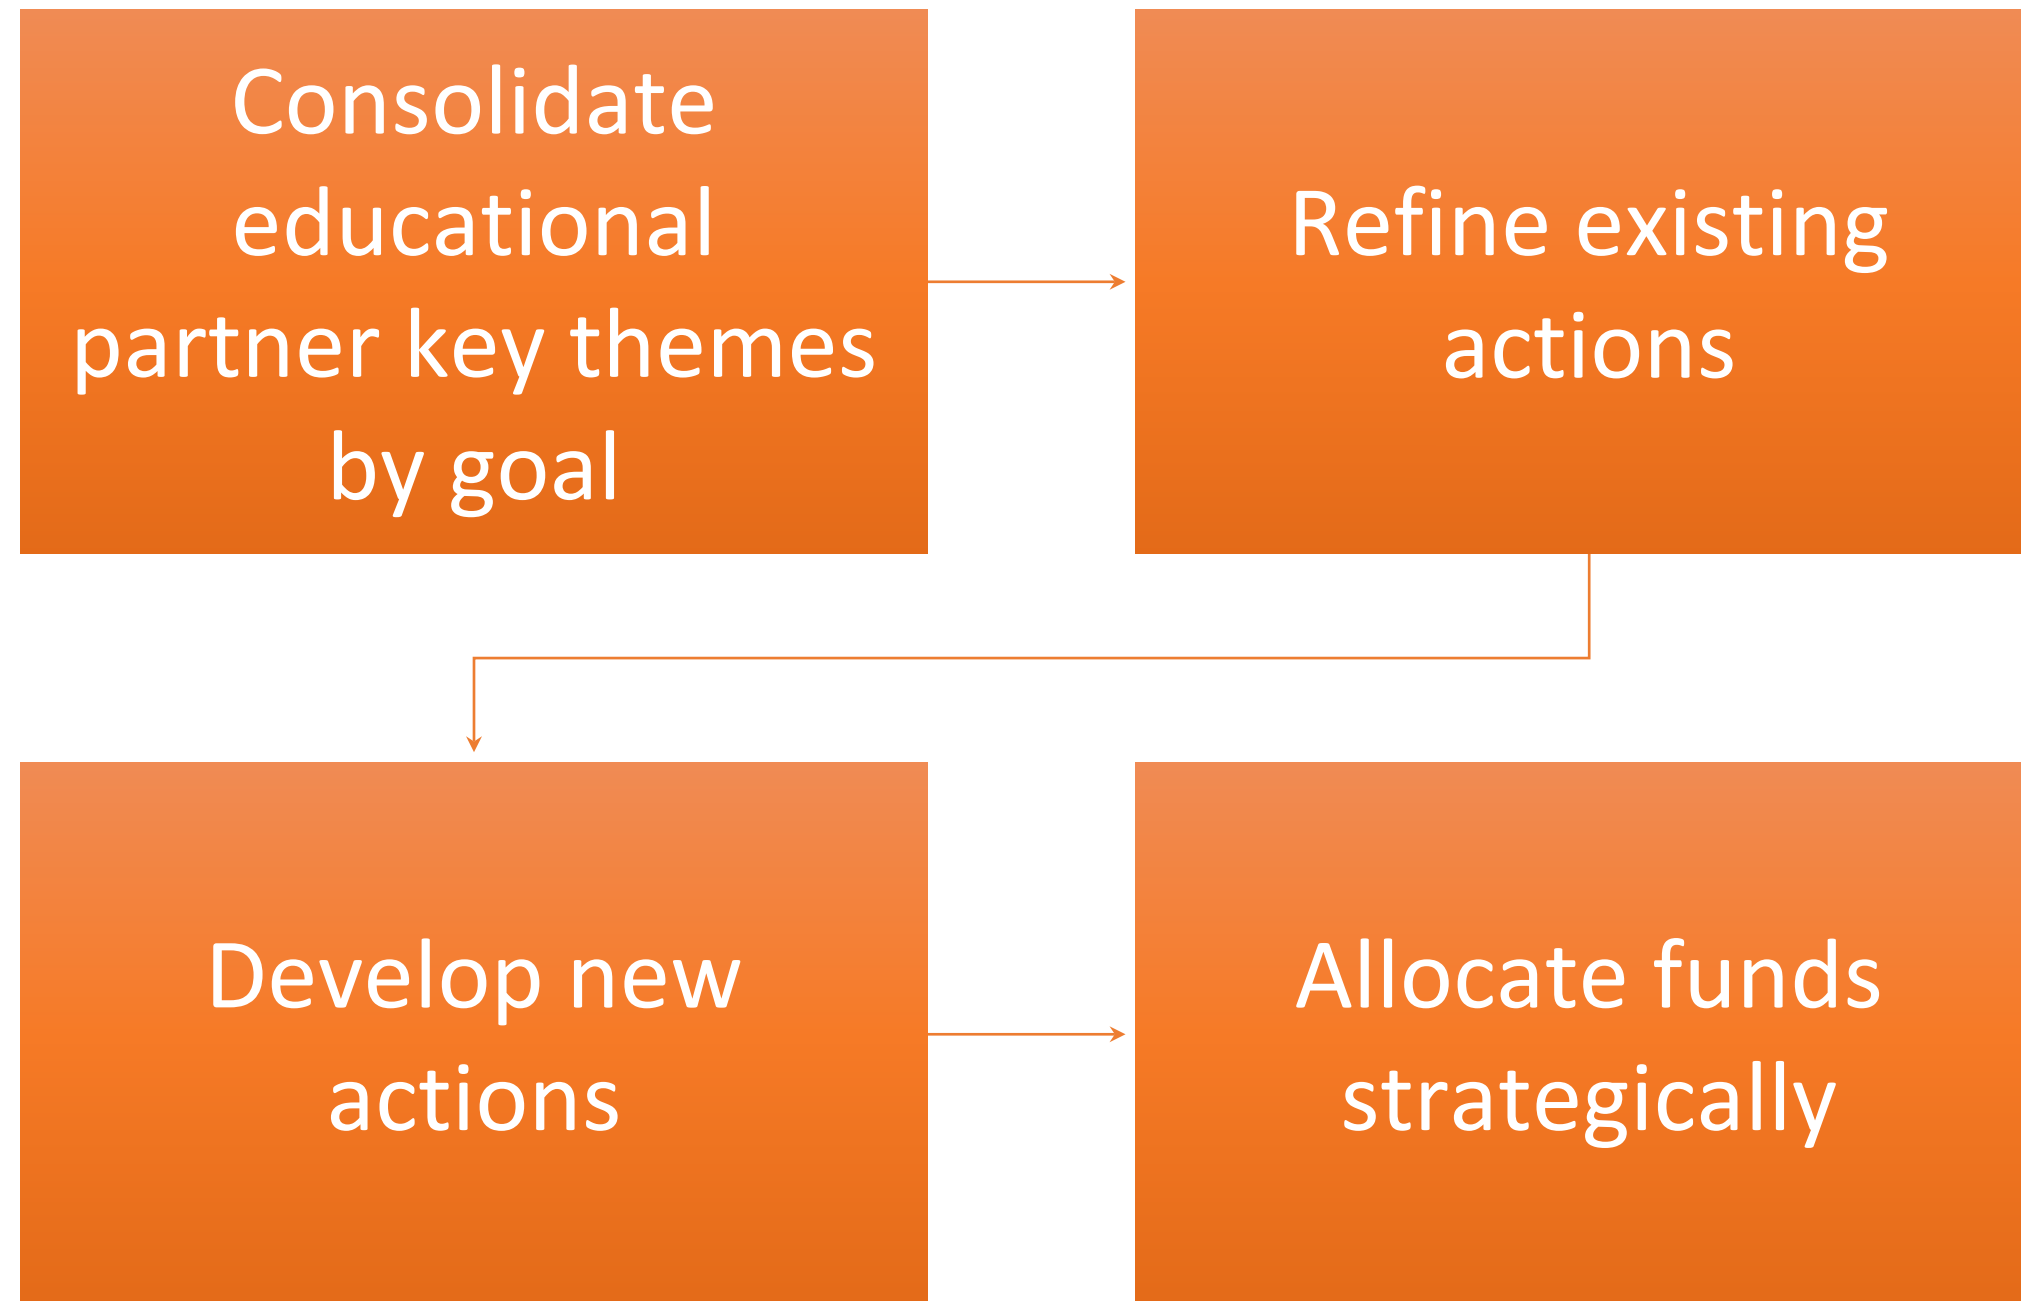 Consolidate
educational
partner key themes
by goal
Refine existing
actions
Develop new
actions
Allocate funds
strategically